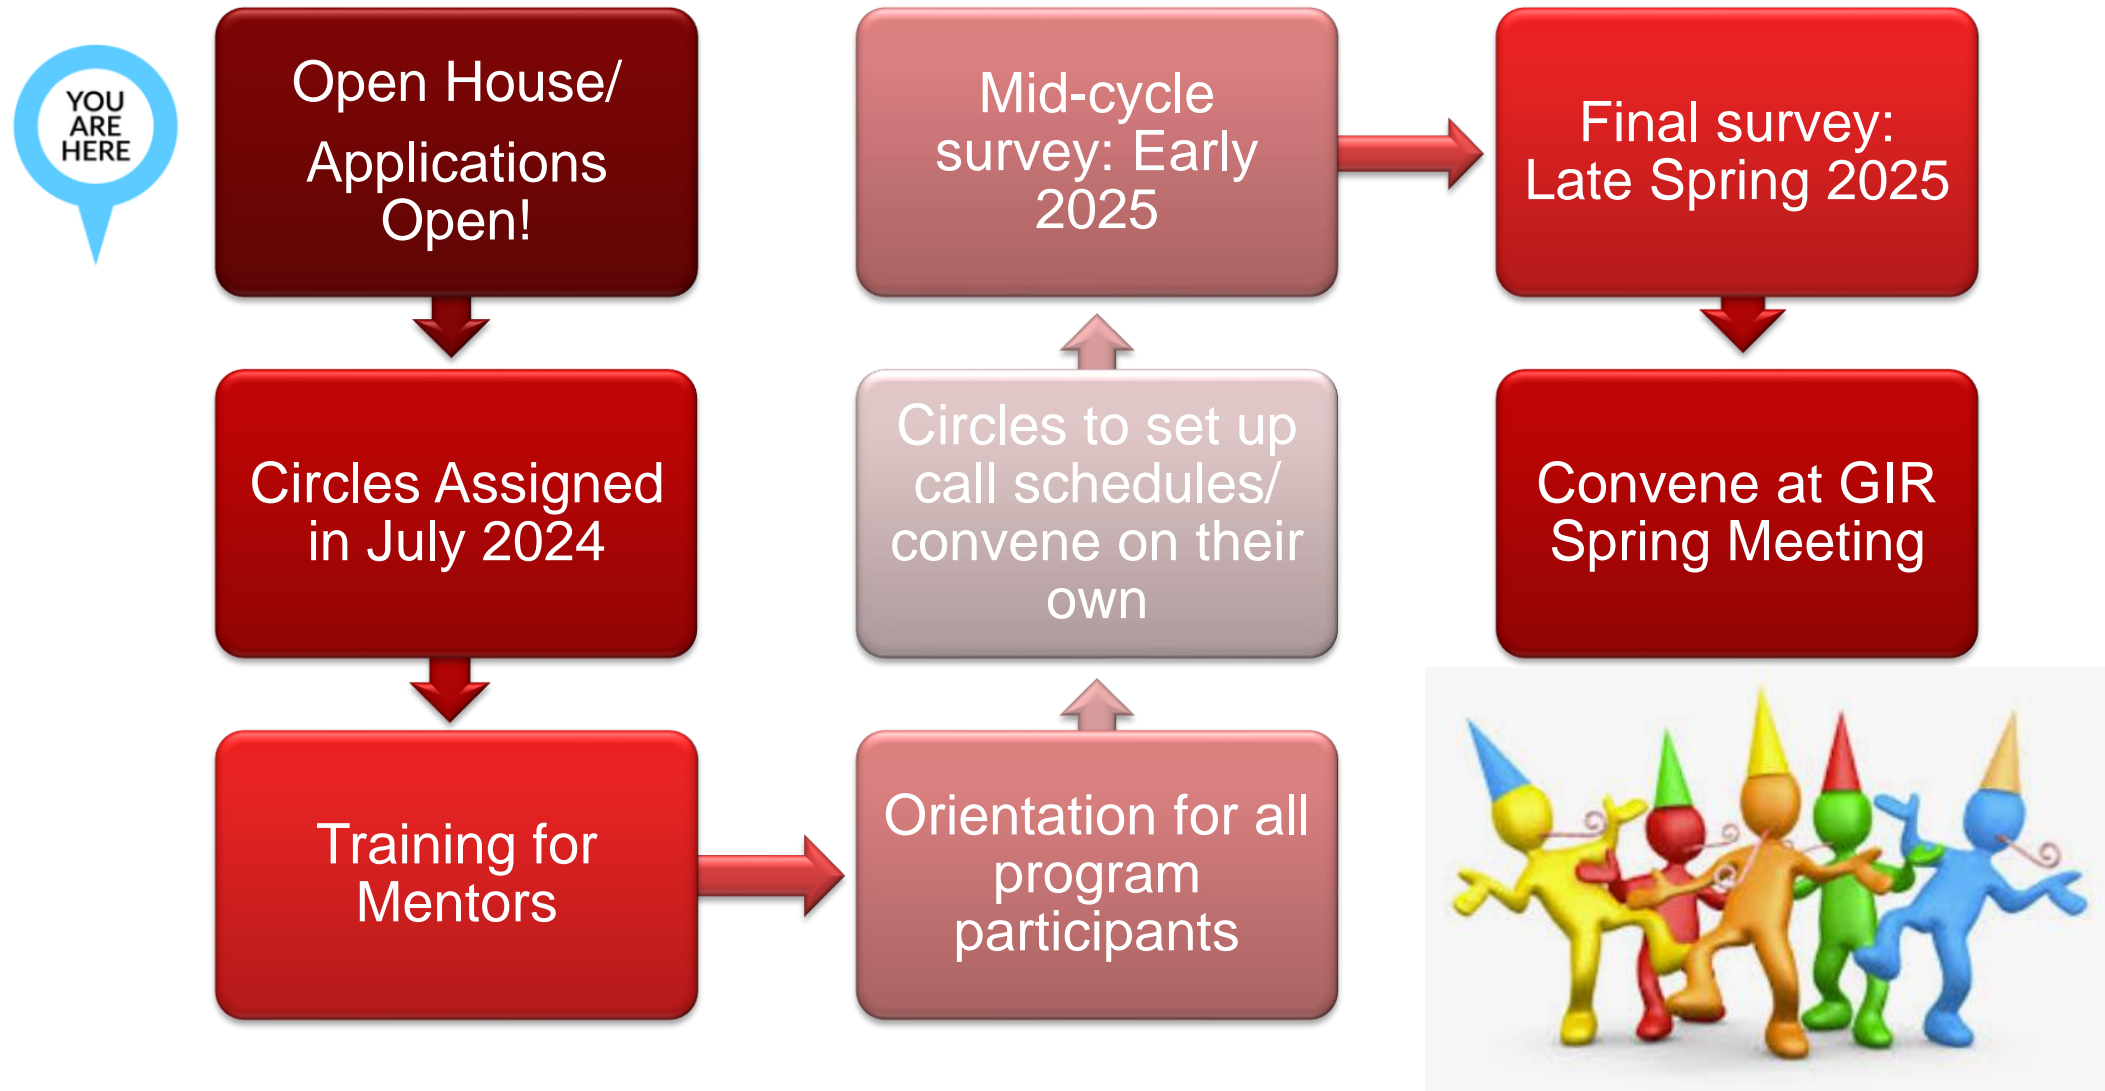 YOU
ARE
HERE
Open House/
Applications
Open!
Circles Assigned
in July 2024
Training for
Mentors
Orientation for all
program
participants
Circles to set up
call schedules/
convene on their
own
Mid-cycle
survey: Early
2025
Final survey:
Late Spring 2025
Convene at GIR
Spring Meeting